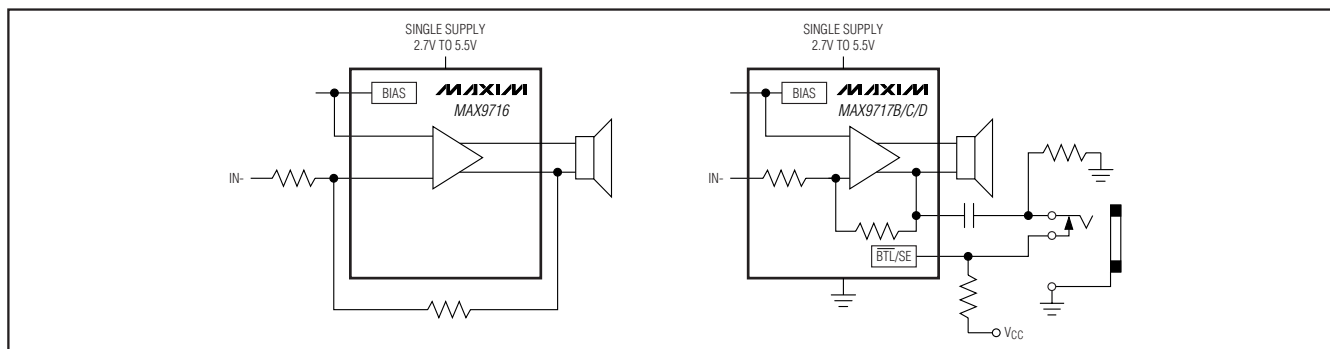 SINGLE SUPPLY
2.7V TO 5.5V
BIAS
MAXIM
MAX9716
IN-
SINGLE SUPPLY
2.7V TO 5.5V
BIAS
MAXIM
MAX9717B/C/D
IN-
B̅T̅L̅/SE
VCC